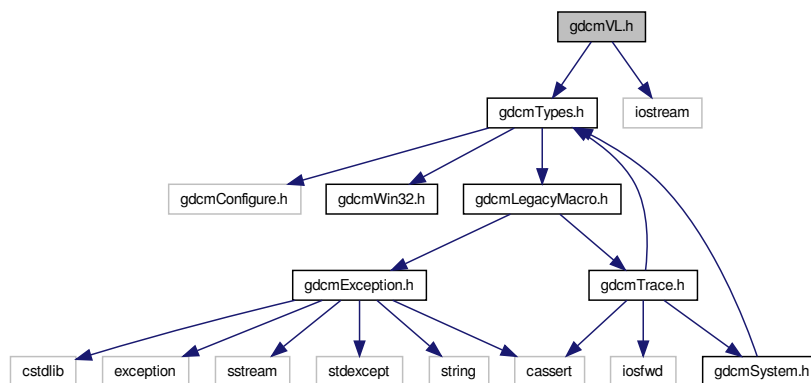 gdcmVL.h
gdcmTypes.h
iostream
gdcmConfigure.h
gdcmWin32.h
gdcmLegacyMacro.h
gdcmException.h
gdcmTrace.h
cstdlib
exception
sstream
stdexcept
string
cassert
iosfwd
gdcmSystem.h